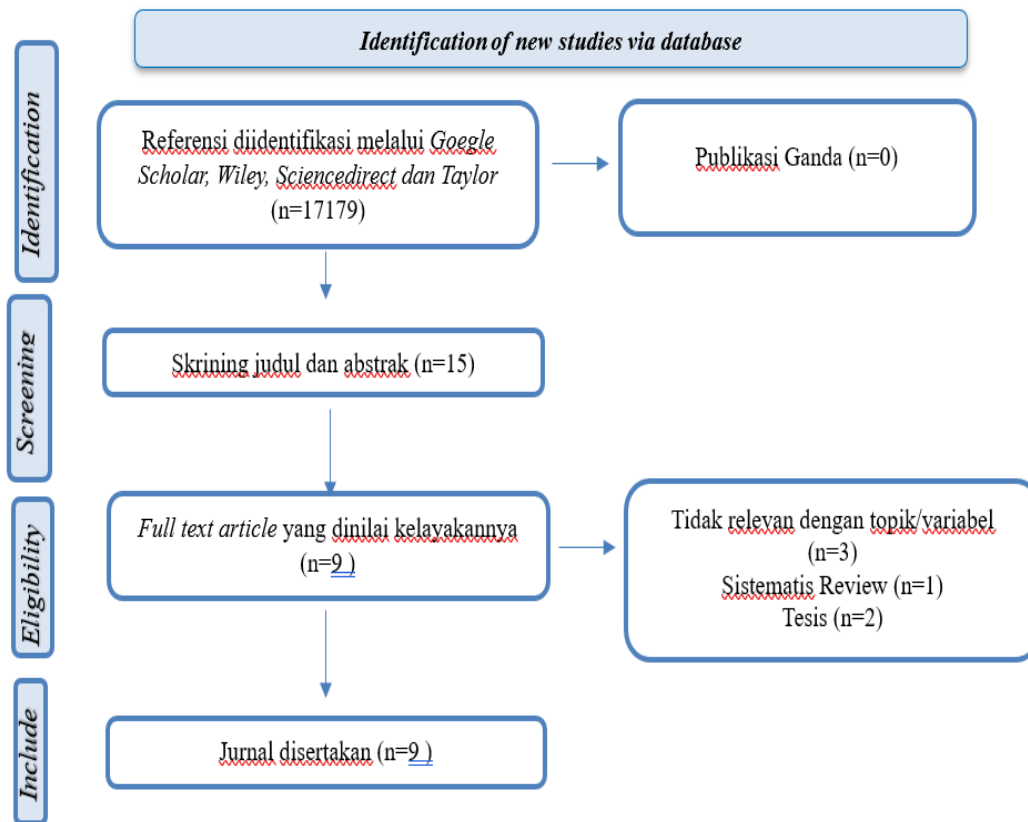 Identification of new studies via database
Identification
Referensi diidentifikasi melalui Goegle
Scholar, Wiley, Sciencedirect dan Taylor
(n=17179)
Publikasi Ganda (n=0)
Screening
Skrining judul dan abstrak (n=15)
Eligibility
Full text article yang dinilai kelayakannya
(n=9 )
Tidak relevan dengan topik/variabel
(n=3)
Sistematis Review (n=1)
Tesis (n=2)
Include
Jurnal disertakan (n=9 )